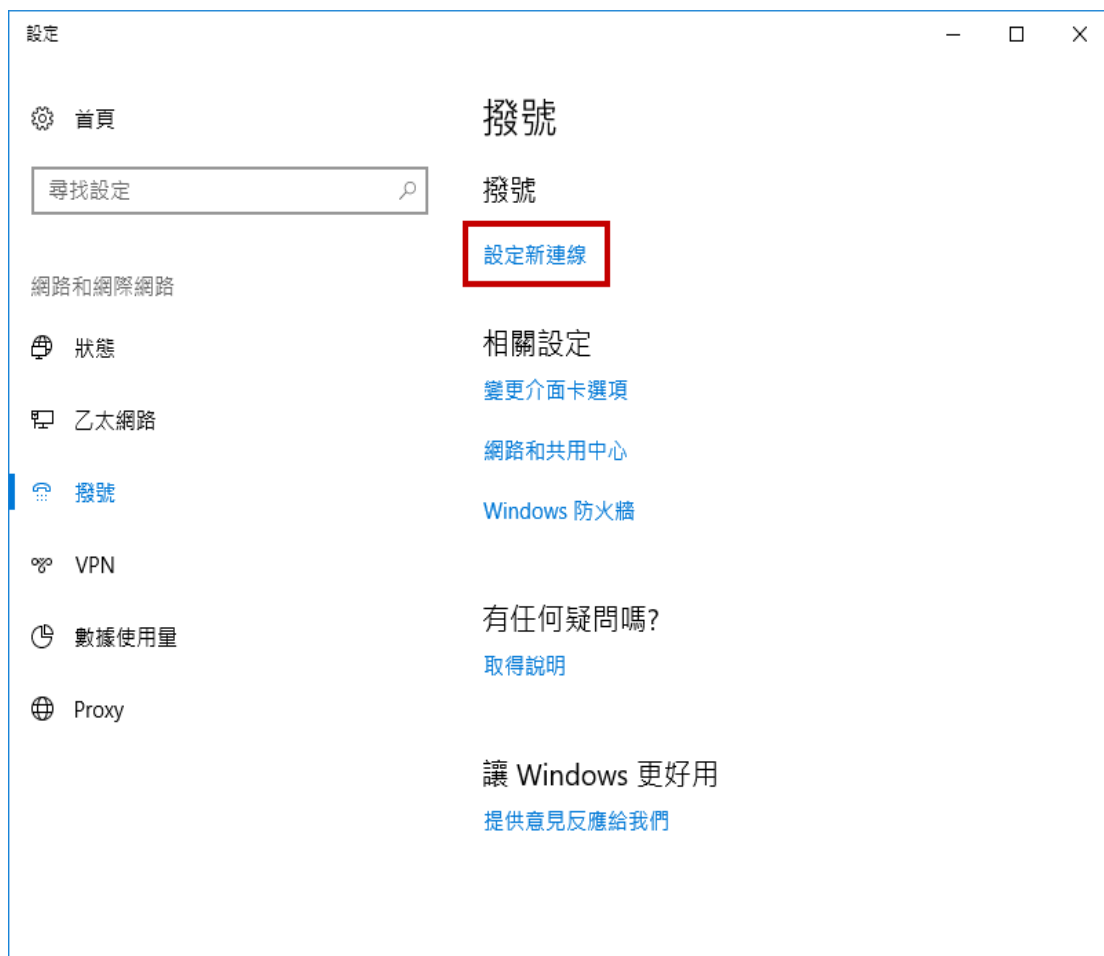 設定
首頁
尋找設定
網路和網際網路
狀態
乙太網路
撥號
VPN
數據使用量
Proxy
撥號
撥號
設定新連線
相關設定
變更介面卡選項
網路和共用中心
Windows 防火牆
有任何疑問嗎?
取得說明
讓 Windows 更好用
提供意見反應給我們